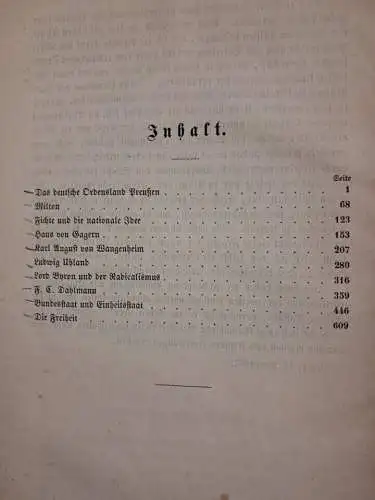 Inhalt.
Seite
Das deutsche Ordensland Preußen . . . . . . . . . . 1
Milton . . . . . . . . . . . . . . . . . . 68
Fichte und die nationale Idee . . . . . . . . . . . 123
Hans von Gagern . . . . . . . . . . . . . . . 153
Karl August von Wangenheim . . . . . . . . . . . 207
Ludwig Uhland . . . . . . . . . . . . . . . 280
Lord Byron und der Radicalismus . . . . . . . . . . 316
F. C. Dahlmann . . . . . . . . . . . . . . . 359
Bundesstaat und Einheitsstaat . . . . . . . . . . . 446
Die Freiheit . . . . . . . . . . . . . . . . 609